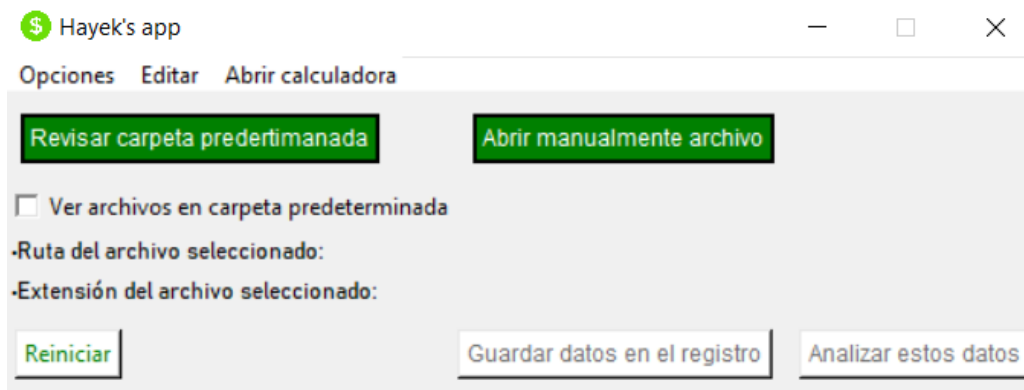 $ Hayek's app
Opciones Editar Abrir calculadora
Revisar carpeta predertimanada Abrir manualmente archivo
Ver archivos en carpeta predeterminada
·Ruta del archivo seleccionado:
·Extensión del archivo seleccionado:
Reiniciar Guardar datos en el registro Analizar estos datos